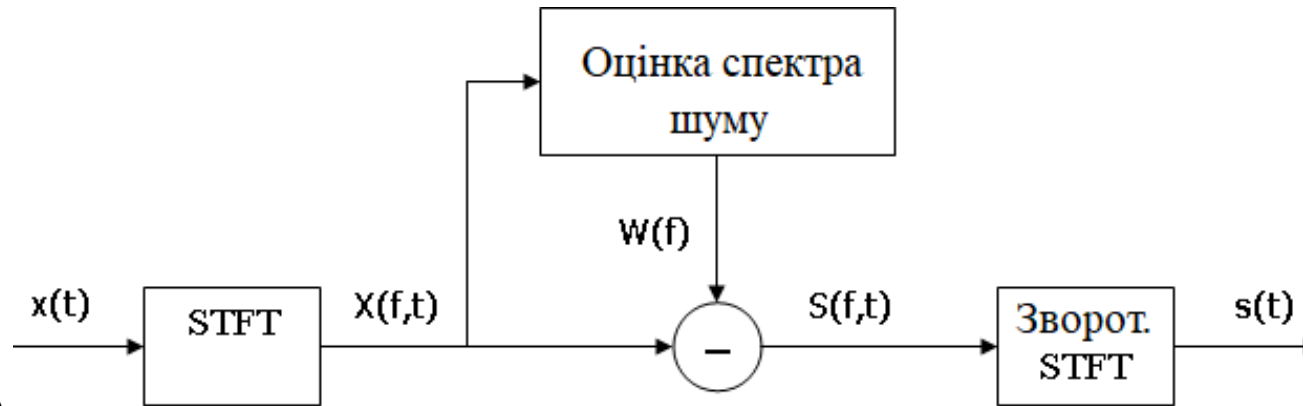 Оцінка спектра
шуму
W(f)
x(t)
STFT
X(f,t)
–
S(f,t)
Зворот.
STFT
s(t)